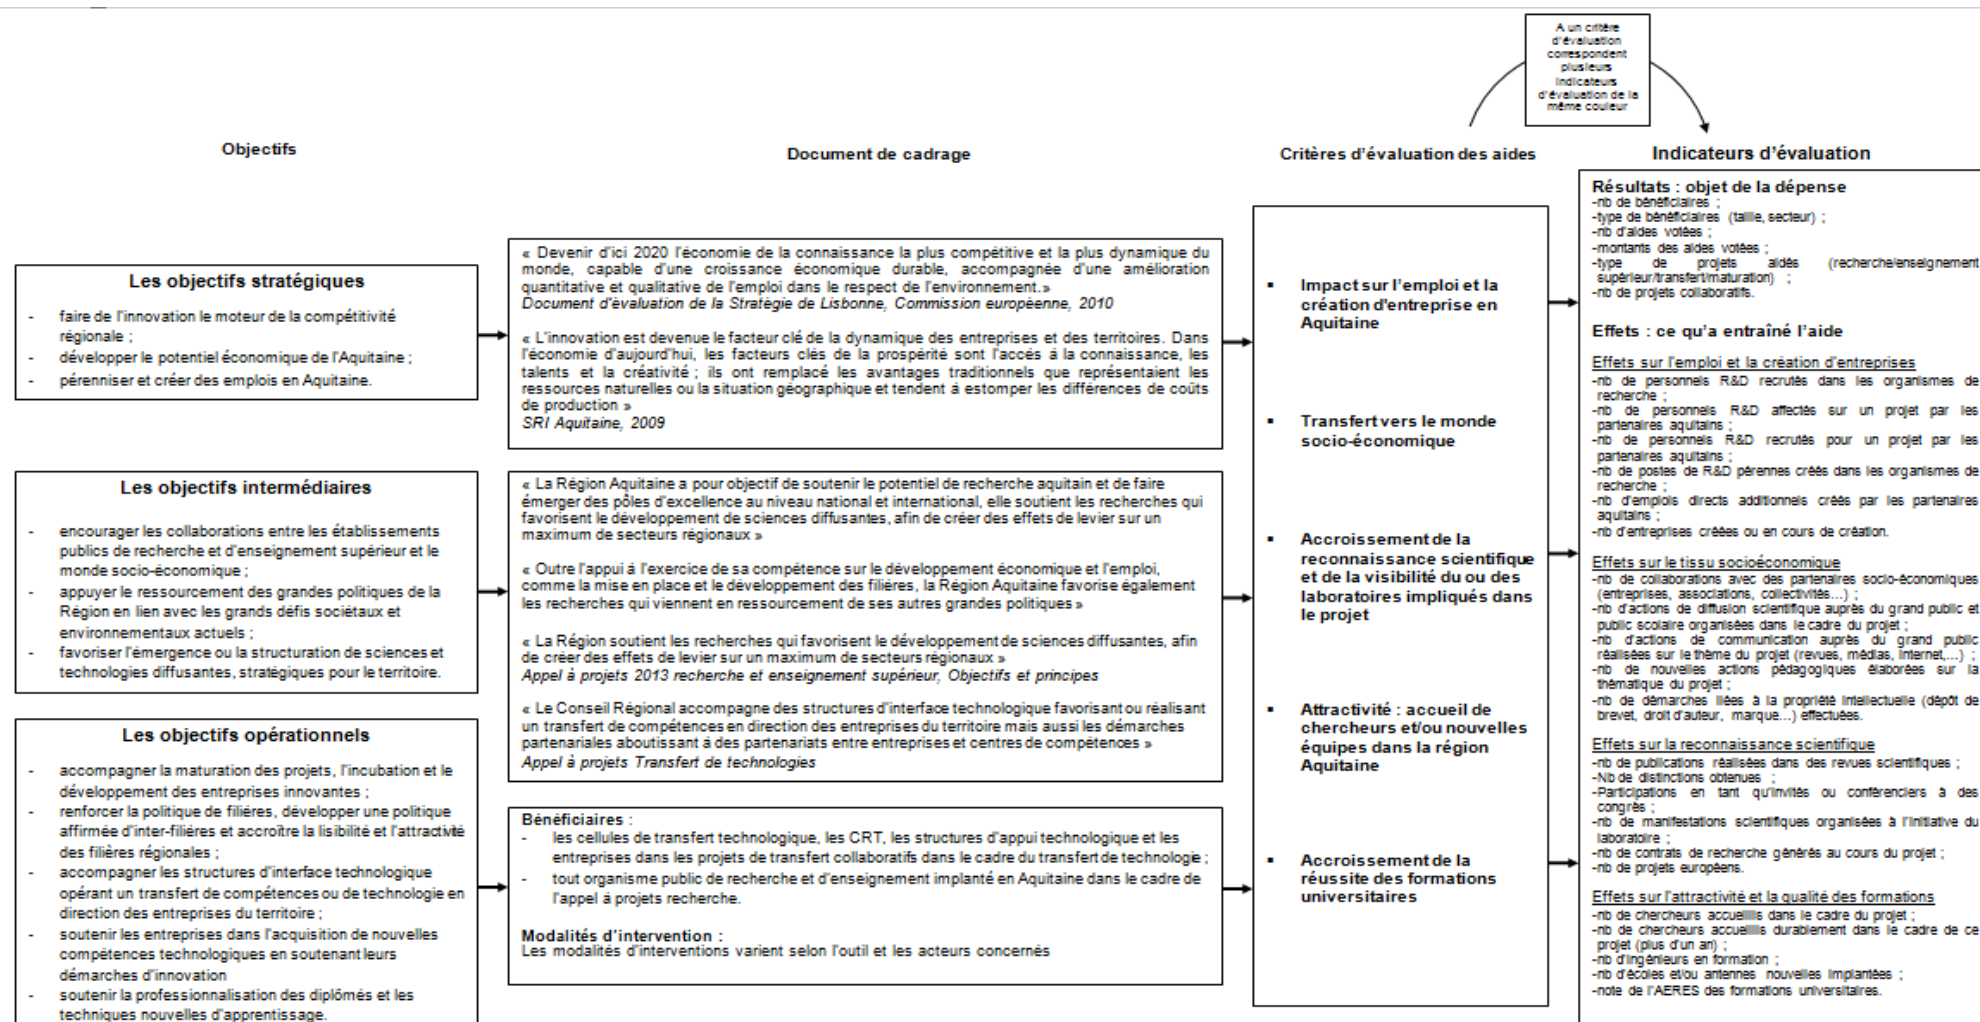 A un critère
d'évaluation
correspondent
plusieurs
indicateurs
d'évaluation de la
même couleur
Objectifs
Document de cadrage
Critères d'évaluation des aides
Indicateurs d'évaluation
Les objectifs stratégiques
- faire de l'innovation le moteur de la compétitivité
régionale ;
- développer le potentiel économique de l'Aquitaine ;
- pérenniser et créer des emplois en Aquitaine.
Les objectifs intermédiaires
- encourager les collaborations entre les établissements
publics de recherche et d'enseignement supérieur et le
monde socio-économique ;
- appuyer le ressourcement des grandes politiques de la
Région en lien avec les grands défis sociétaux et
environnementaux actuels ;
- favoriser l'émergence ou la structuration de sciences et
technologies diffusantes, stratégiques pour le territoire.
Les objectifs opérationnels
- accompagner la maturation des projets, l'incubation et le
développement des entreprises innovantes ;
- renforcer la politique de filières, développer une politique
affirmée d'inter-filières et accroître la lisibilité et l'attractivité
des filières régionales ;
- accompagner les structures d'interface technologique
opérant un transfert de compétences ou de technologie en
direction des entreprises du territoire ;
- soutenir les entreprises dans l'acquisition de nouvelles
compétences technologiques en soutenant leurs
démarches d'innovation
- soutenir la professionnalisation des diplômés et les
techniques nouvelles d'apprentissage.
« Devenir d'ici 2020 l'économie de la connaissance la plus compétitive et la plus dynamique du
monde, capable d'une croissance économique durable, accompagnée d'une amélioration
quantitative et qualitative de l'emploi dans le respect de l'environnement.»
Document d'évaluation de la Stratégie de Lisbonne, Commission européenne, 2010
« L'innovation est devenue le facteur clé de la dynamique des entreprises et des territoires. Dans
l'économie d'aujourd'hui, les facteurs clés de la prospérité sont l'accès à la connaissance, les
talents et la créativité ; ils ont remplacé les avantages traditionnels que représentaient les
ressources naturelles ou la situation géographique et tendent à estomper les différences de coûts
de production »
SRI Aquitaine, 2009
« La Région Aquitaine a pour objectif de soutenir le potentiel de recherche aquitain et de faire
émerger des pôles d'excellence au niveau national et international, elle soutient les recherches qui
favorisent le développement de sciences diffusantes, afin de créer des effets de levier sur un
maximum de secteurs régionaux »
« Outre l'appui à l'exercice de sa compétence sur le développement économique et l'emploi,
comme la mise en place et le développement des filières, la Région Aquitaine favorise également
les recherches qui viennent en ressourcement de ses autres grandes politiques »
« La Région soutient les recherches qui favorisent le développement de sciences diffusantes, afin
de créer des effets de levier sur un maximum de secteurs régionaux »
Appel à projets 2013 recherche et enseignement supérieur, Objectifs et principes
« Le Conseil Régional accompagne des structures d'interface technologique favorisant ou réalisant
un transfert de compétences en direction des entreprises du territoire mais aussi les démarches
partenariales aboutissant à des partenariats entre entreprises et centres de compétences »
Appel à projets Transfert de technologies
Bénéficiaires :
- les cellules de transfert technologique, les CRT, les structures d'appui technologique et les
entreprises dans les projets de transfert collaboratifs dans le cadre du transfert de technologie ;
- tout organisme public de recherche et d'enseignement implanté en Aquitaine dans le cadre de
l'appel à projets recherche.
Modalités d'intervention :
Les modalités d'interventions varient selon l'outil et les acteurs concernés
▪ Impact sur l'emploi et la
création d'entreprise en
Aquitaine
▪ Transfert vers le monde
socio-économique
▪ Accroissement de la
reconnaissance scientifique
et de la visibilité du ou des
laboratoires impliqués dans
le projet
▪ Attractivité : accueil de
chercheurs et/ou nouvelles
équipes dans la région
Aquitaine
▪ Accroissement de la
réussite des formations
universitaires
Résultats : objet de la dépense
-nb de bénéficiaires ;
-type de bénéficiaires (taille, secteur) ;
-nb d'aides votées ;
-montants des aides votées ;
-type de projets aidés (recherche/enseignement
supérieur/transfert/maturation) ;
-nb de projets collaboratifs.
Effets : ce qu'a entraîné l'aide
Effets sur l'emploi et la création d'entreprises
-nb de personnels R&D recrutés dans les organismes de
recherche ;
-nb de personnels R&D affectés sur un projet par les
partenaires aquitains ;
-nb de personnels R&D recrutés pour un projet par les
partenaires aquitains ;
-nb de postes de R&D pérennes créés dans les organismes de
recherche ;
-nb d'emplois directs additionnels créés par les partenaires
aquitains ;
-nb d'entreprises créées ou en cours de création.
Effets sur le tissu socioéconomique
-nb de collaborations avec des partenaires socio-économiques
(entreprises, associations, collectivités...) ;
-nb d'actions de diffusion scientifique auprès du grand public et
public scolaire organisées dans le cadre du projet ;
-nb d'actions de communication auprès du grand public
réalisées sur le thème du projet (revues, médias, internet,...) ;
-nb de nouvelles actions pédagogiques élaborées sur la
thématique du projet ;
-nb de démarches liées à la propriété intellectuelle (dépôt de
brevet, droit d'auteur, marque...) effectuées.
Effets sur la reconnaissance scientifique
-nb de publications réalisées dans des revues scientifiques ;
-Nb de distinctions obtenues ;
-Participations en tant qu'invités ou conférenciers à des
congrès ;
-nb de manifestations scientifiques organisées à l'initiative du
laboratoire ;
-nb de contrats de recherche générés au cours du projet ;
-nb de projets européens.
Effets sur l'attractivité et la qualité des formations
-nb de chercheurs accueillis dans le cadre du projet ;
-nb de chercheurs accueillis durablement dans le cadre de ce
projet (plus d'un an) ;
-nb d'ingénieurs en formation ;
-nb d'écoles et/ou antennes nouvelles implantées ;
-note de l'AERES des formations universitaires.